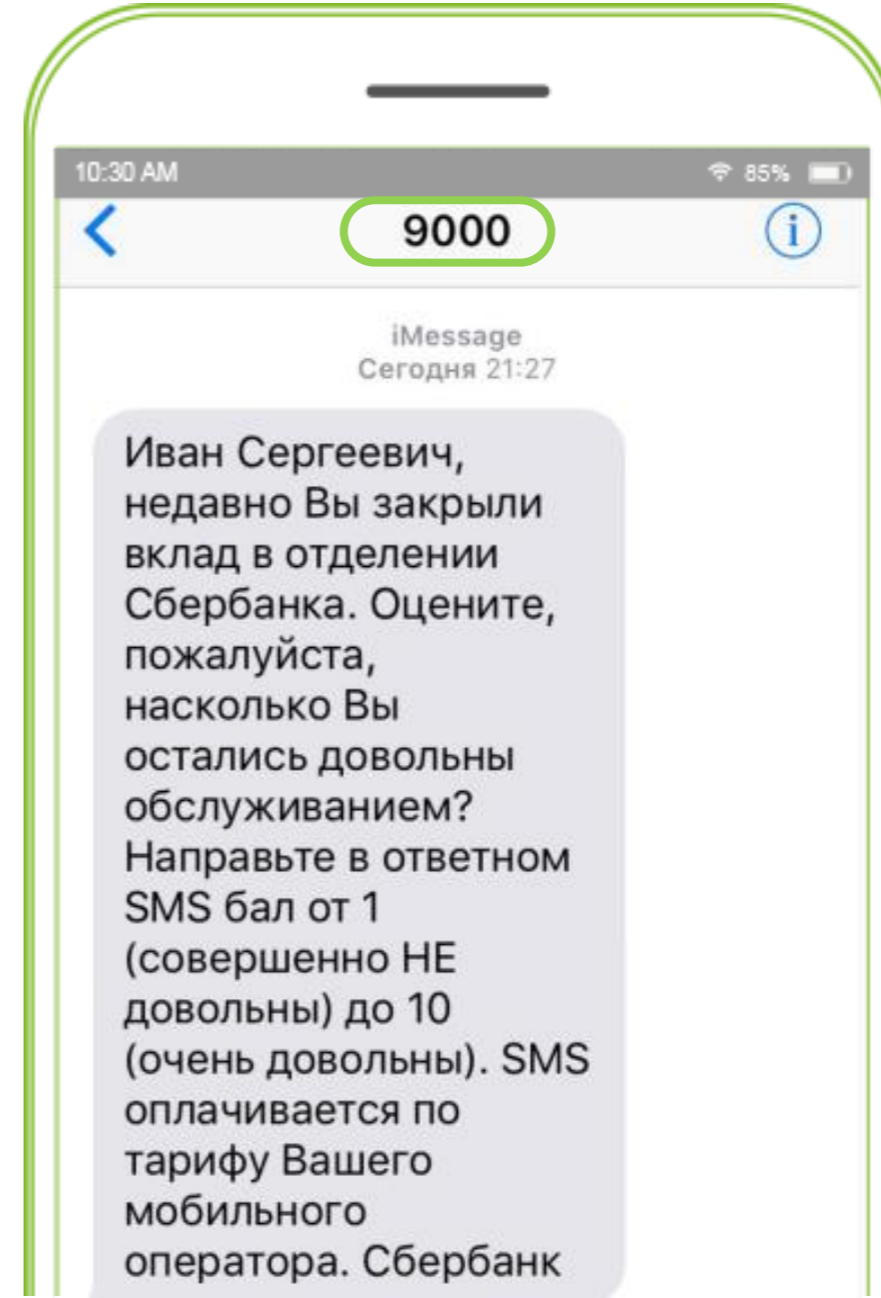 10:30 AM 85%
9000
iMessage
Сегодня 21:27
Иван Сергеевич,
недавно Вы закрыли
вклад в отделении
Сбербанка. Оцените,
пожалуйста,
насколько Вы
остались довольны
обслуживанием?
Направьте в ответном
SMS бал от 1
(совершенно НЕ
довольны) до 10
(очень довольны). SMS
оплачивается по
тарифу Вашего
мобильного
оператора. Сбербанк